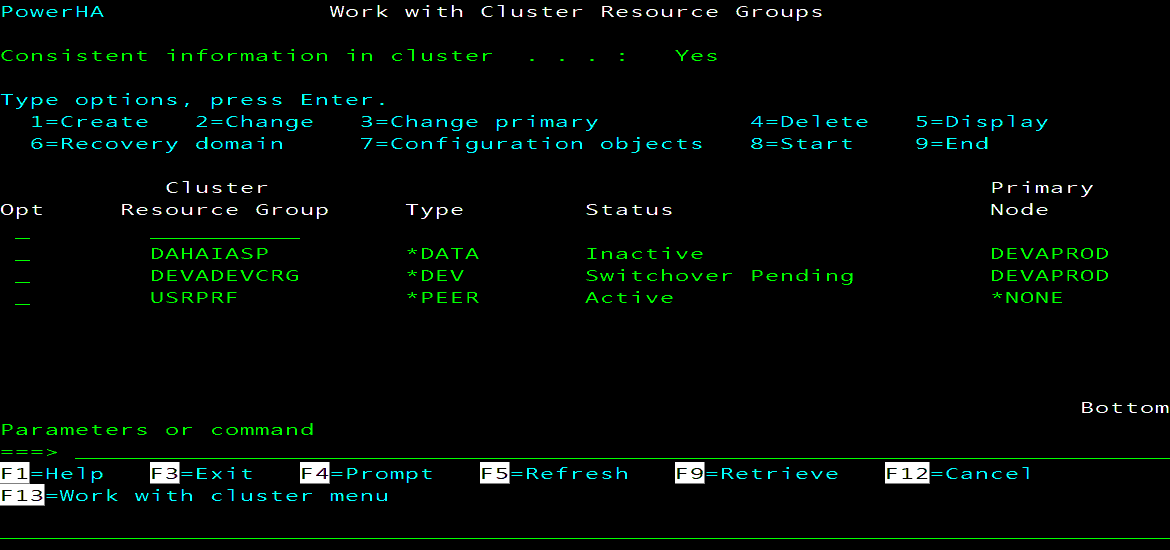 PowerHA Work with Cluster Resource Groups
Consistent information in cluster . . . : Yes
Type options, press Enter.
1=Create 2=Change 3=Change primary 4=Delete 5=Display
6=Recovery domain 7=Configuration objects 8=Start 9=End
Cluster Primary
Opt Resource Group Type Status Node
_ __________
_ DAHAIASP *DATA Inactive DEVAPROD
_ DEVADEVCRG *DEV Switchover Pending DEVAPROD
_ USRPRF *PEER Active *NONE
Bottom
Parameters or command
===>
F1=Help F3=Exit F4=Prompt F5=Refresh F9=Retrieve F12=Cancel
F13=Work with cluster menu